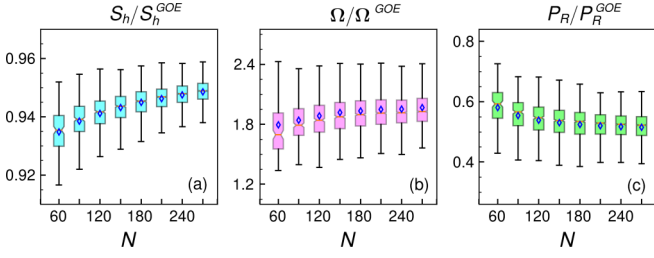 S_h/S_h^GOE
Ω/Ω^GOE
P_R/P_R^GOE
0.96
0.94
0.92
(a)
60 120 180 240
N
2.4
1.8
1.2
(b)
60 120 180 240
N
0.8
0.6
0.4
(c)
60 120 180 240
N